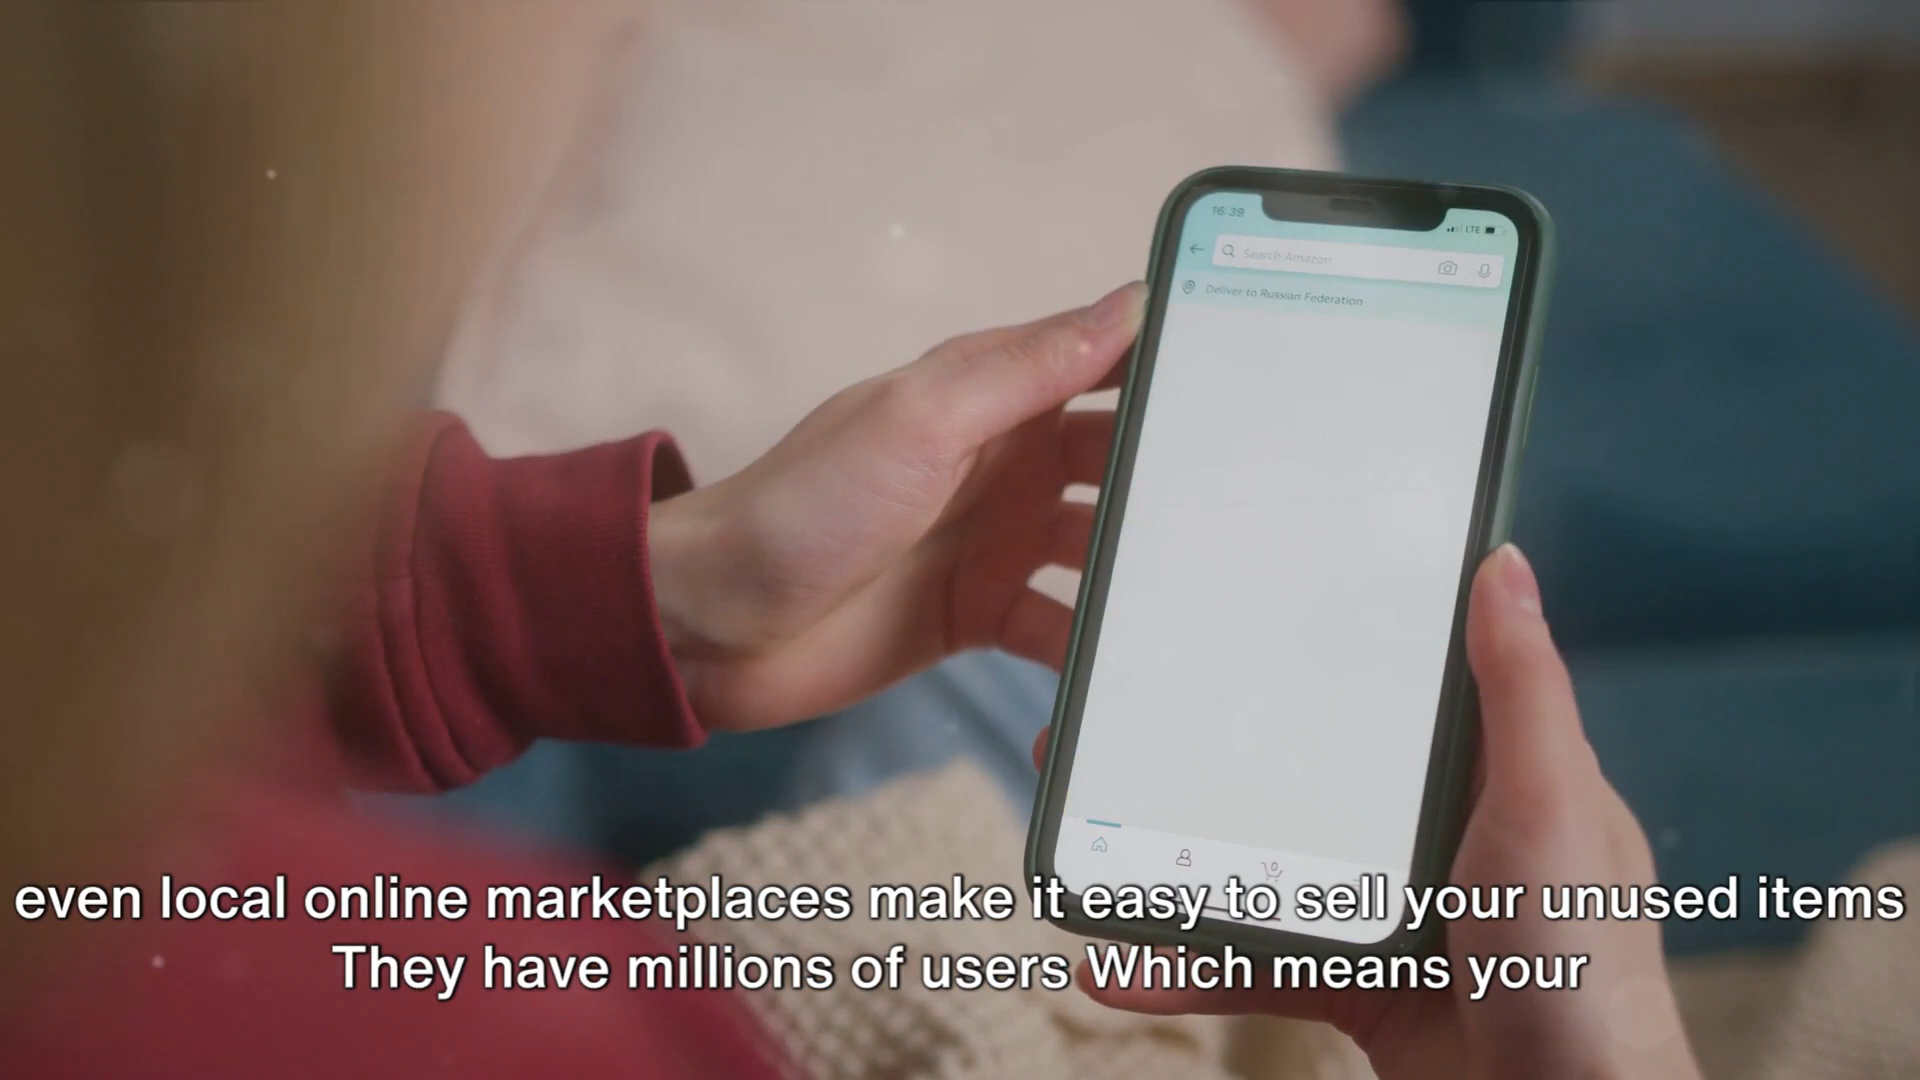 16:39
LTE
Search Amazon
Deliver to Russian Federation
even local online marketplaces make it easy to sell your unused items
They have millions of users Which means your